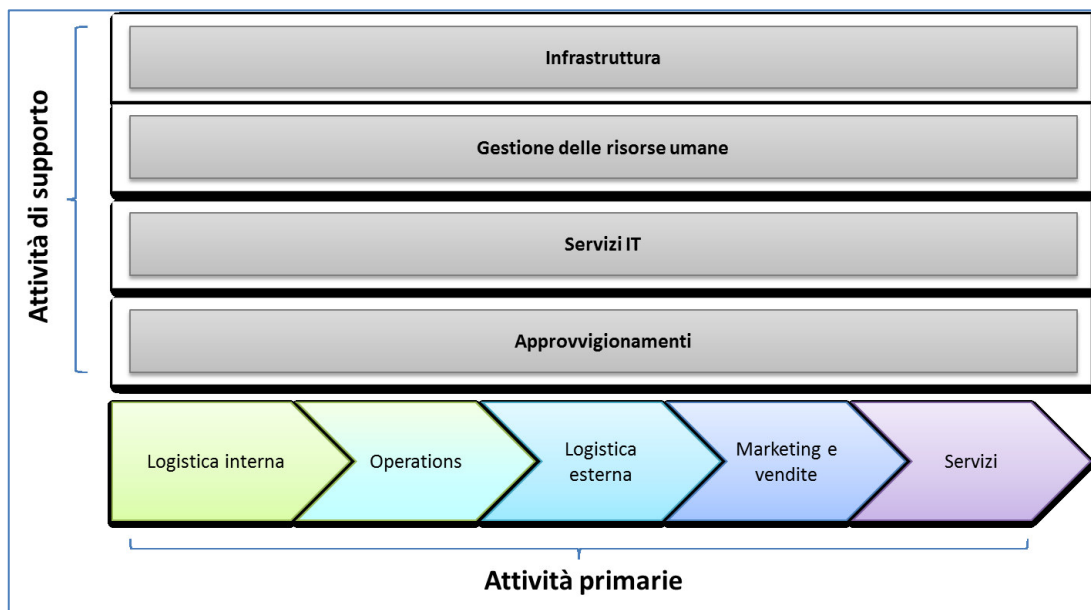 Attività di supporto
Infrastruttura
Gestione delle risorse umane
Servizi IT
Approvvigionamenti
Logistica interna
Operations
Logistica
esterna
Marketing e
vendite
Servizi
Attività primarie